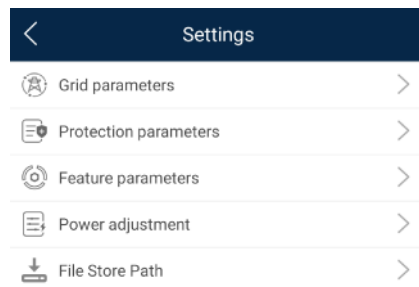 Settings
Grid parameters
Protection parameters
Feature parameters
Power adjustment
File Store Path